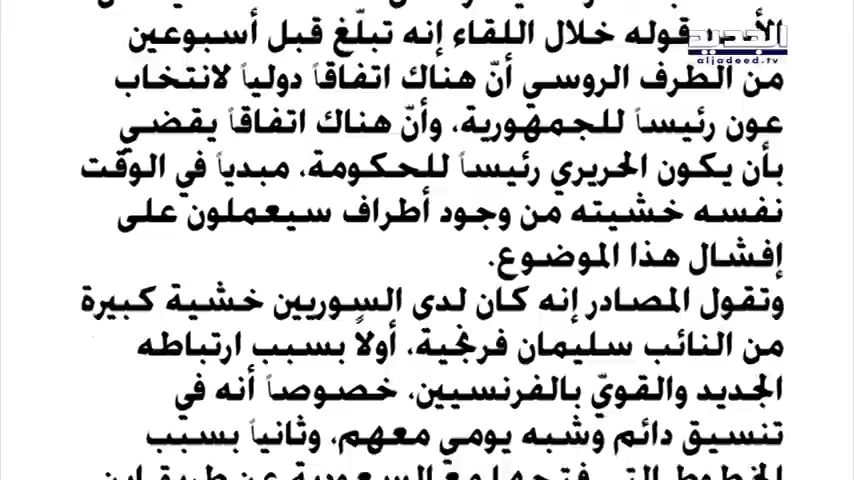 الجديد
aljadeed.tv
قوله خلال اللقاء إنه تبلّغ قبل أسبوعين
من الطرف الروسي أنّ هناك اتفاقاً دولياً لانتخاب
عون رئيساً للجمهورية، وأنّ هناك اتفاقاً يقضي
بأن يكون الحريري رئيساً للحكومة، مبدياً في الوقت
نفسه خشيته من وجود أطراف سيعملون على
إفشال هذا الموضوع.
وتقول المصادر إنه كان لدى السوريين خشية كبيرة
من النائب سليمان فرنجية، أولاً بسبب ارتباطه
الجديد والقويّ بالفرنسيين، خصوصاً أنه في
تنسيق دائم وشبه يومي معهم، وثانياً بسبب